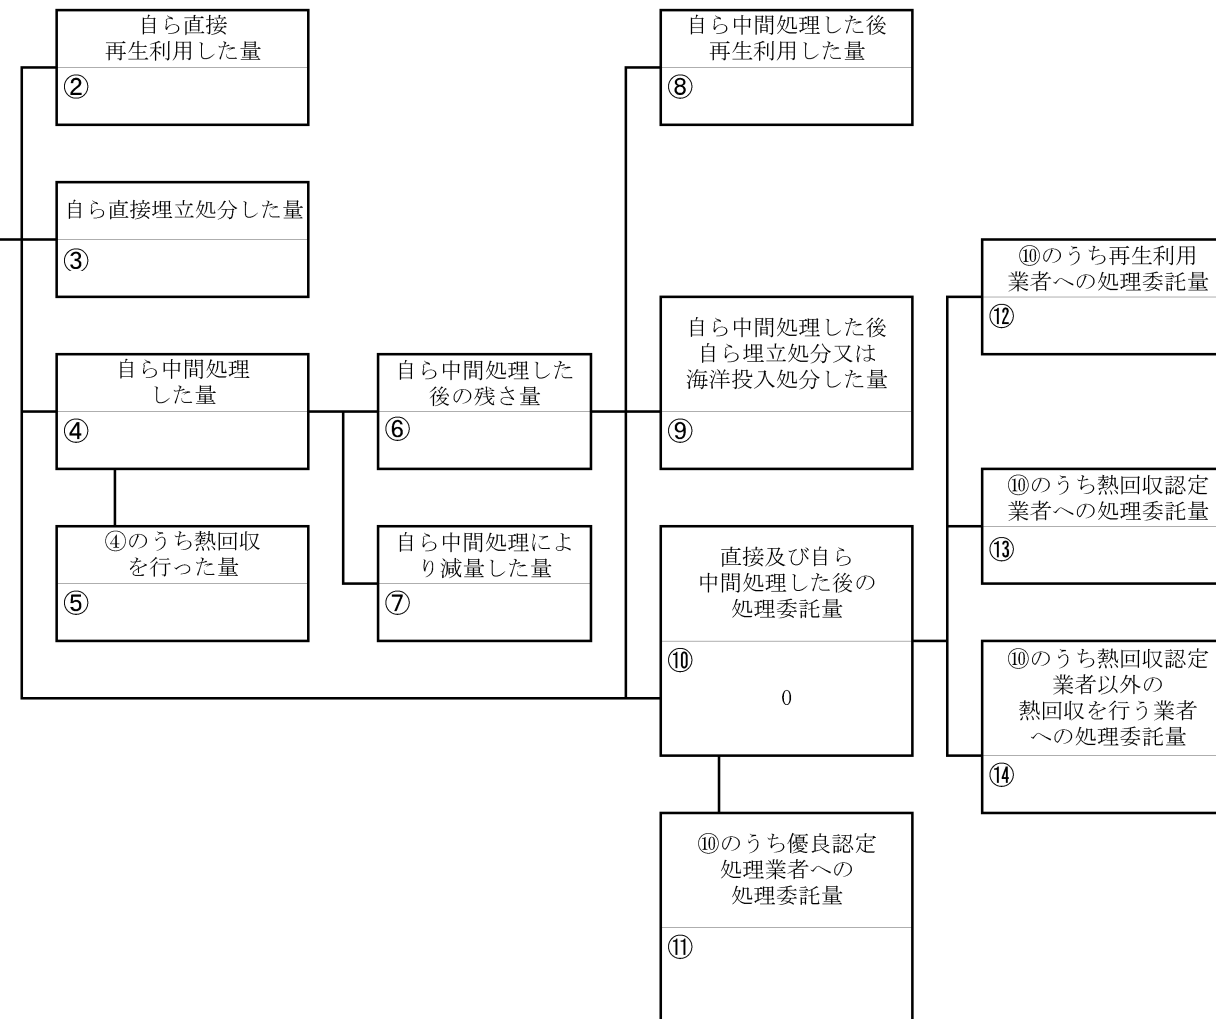 自ら直接
再生利用した量
②
自ら直接埋立処分した量
③
自ら中間処理
した量
④
④のうち熱回収
を行った量
⑤
自ら中間処理した
後の残さ量
⑥
自ら中間処理によ
り減量した量
⑦
自ら中間処理した後
再生利用した量
⑧
自ら中間処理した後
自ら埋立処分又は
海洋投入処分した量
⑨
直接及び自ら
中間処理した後の
処理委託量
⑩
0
⑩のうち優良認定
処理業者への
処理委託量
⑪
⑩のうち再生利用
業者への処理委託量
⑫
⑩のうち熱回収認定
業者への処理委託量
⑬
⑩のうち熱回収認定
業者以外の
熱回収を行う業者
への処理委託量
⑭